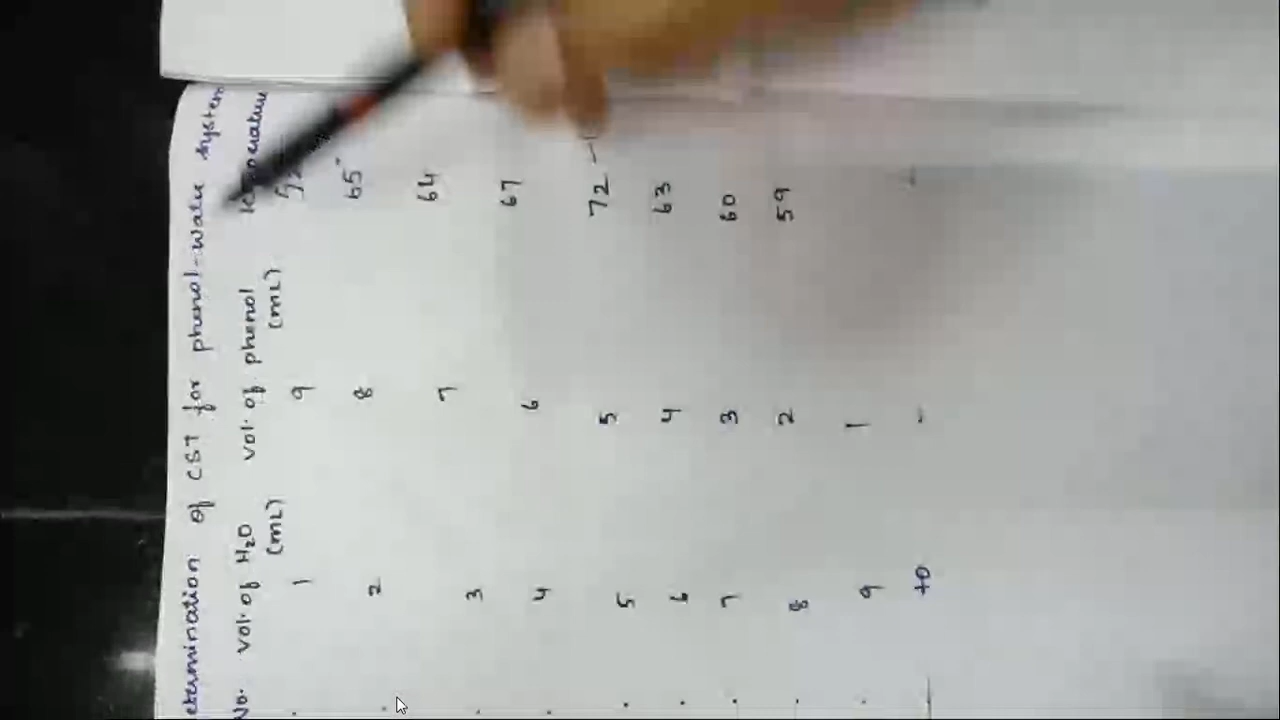 etermination of CST for phenol-water system
No. vol. of H2O (mL) vol. of phenol (mL) temperature
1 9
2 8 65
3 7 64
4 6 67
5 5 72 -
6 4 63
7 3 60
8 2 59
9 1
10 - -